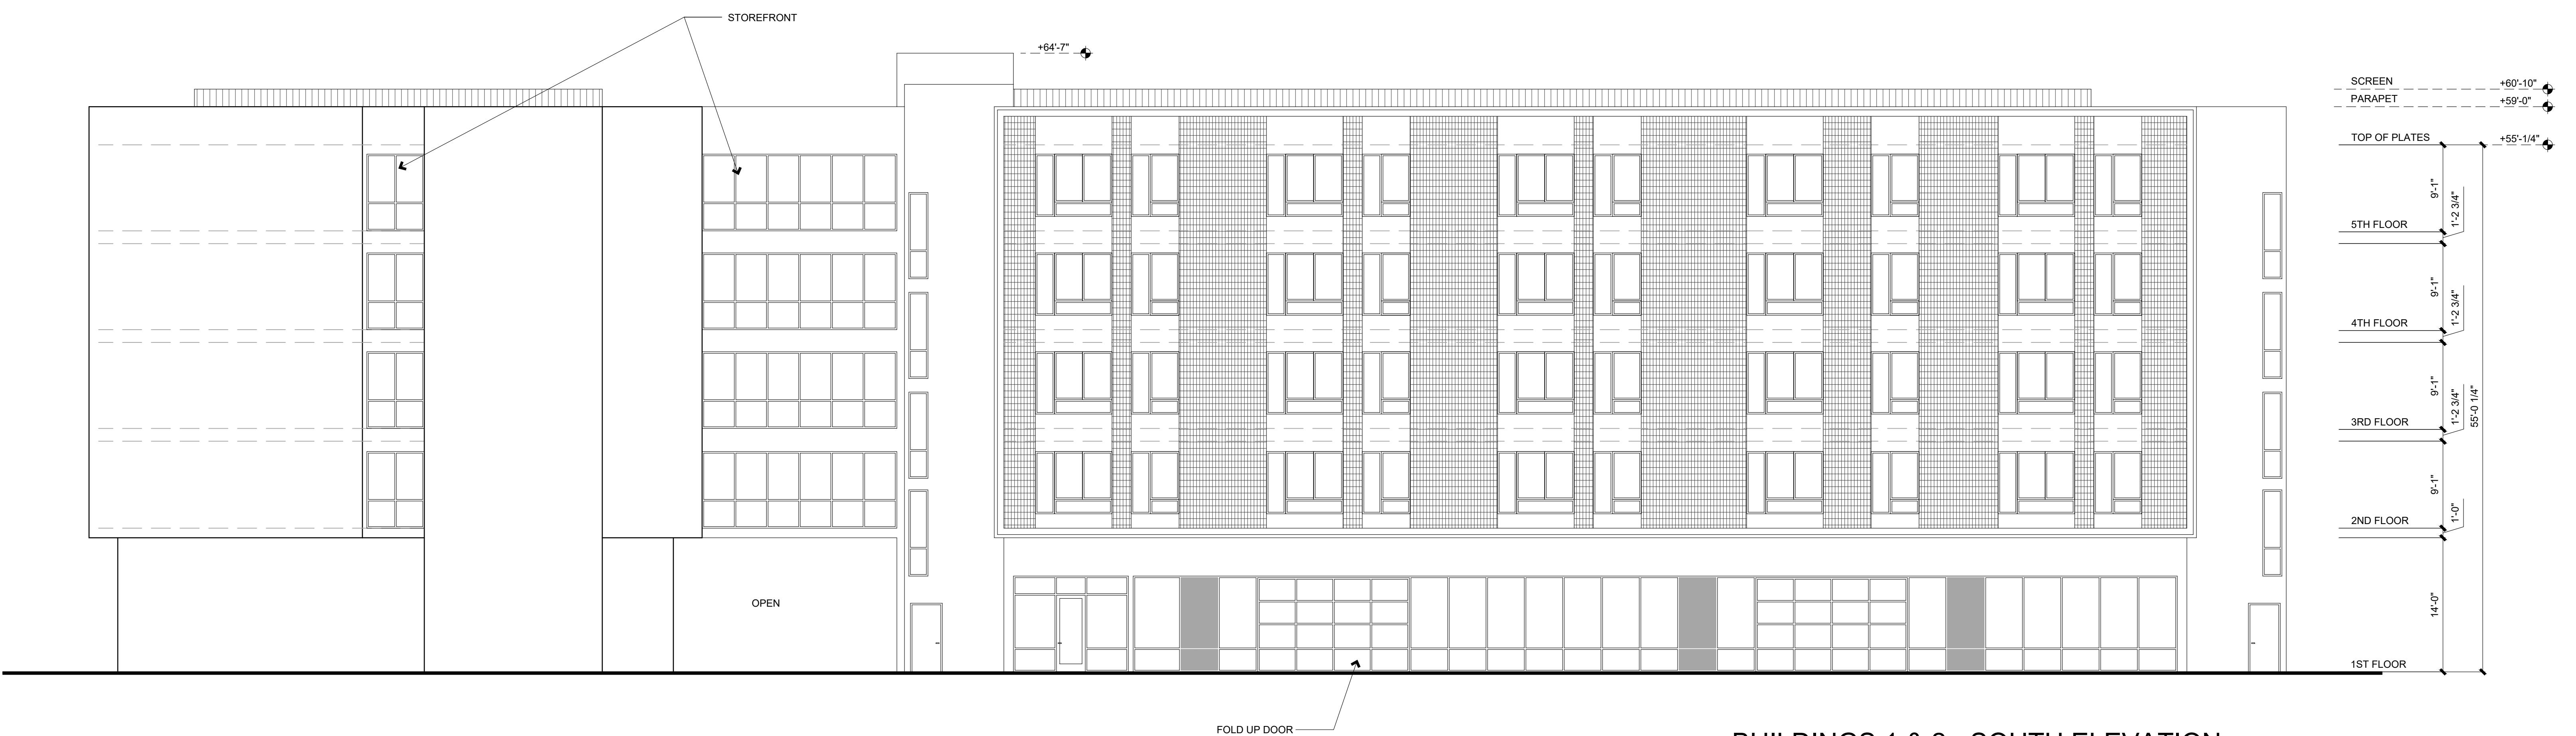 STOREFRONT
+64'-7"
SCREEN
+60'-10"
PARAPET
+59'-0"
TOP OF PLATES
+55'-1/4"
9'-1"
1'-2 3/4"
5TH FLOOR
9'-1"
1'-2 3/4"
4TH FLOOR
9'-1"
1'-2 3/4"
55'-0 1/4"
3RD FLOOR
9'-1"
1'-0"
2ND FLOOR
OPEN
14'-0"
1ST FLOOR
FOLD UP DOOR
SOUTH ELEVATION